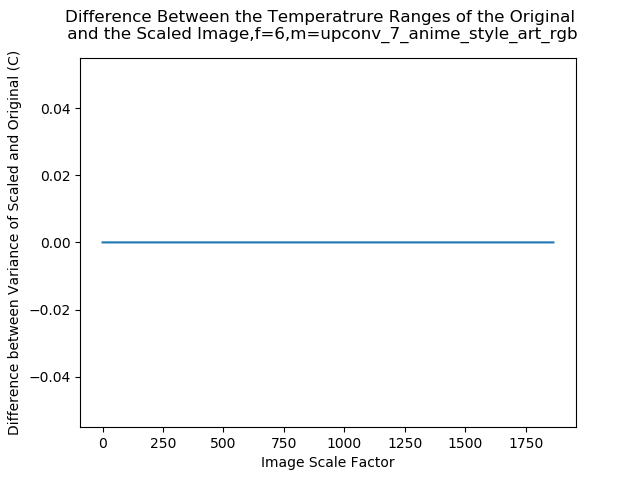 Difference Between the Temperatrure Ranges of the Original
and the Scaled Image,f=6,m=upconv_7_anime_style_art_rgb
Difference between Variance of Scaled and Original (C)
0.04
0.02
0.00
−0.02
−0.04
0 250 500 750 1000 1250 1500 1750
Image Scale Factor